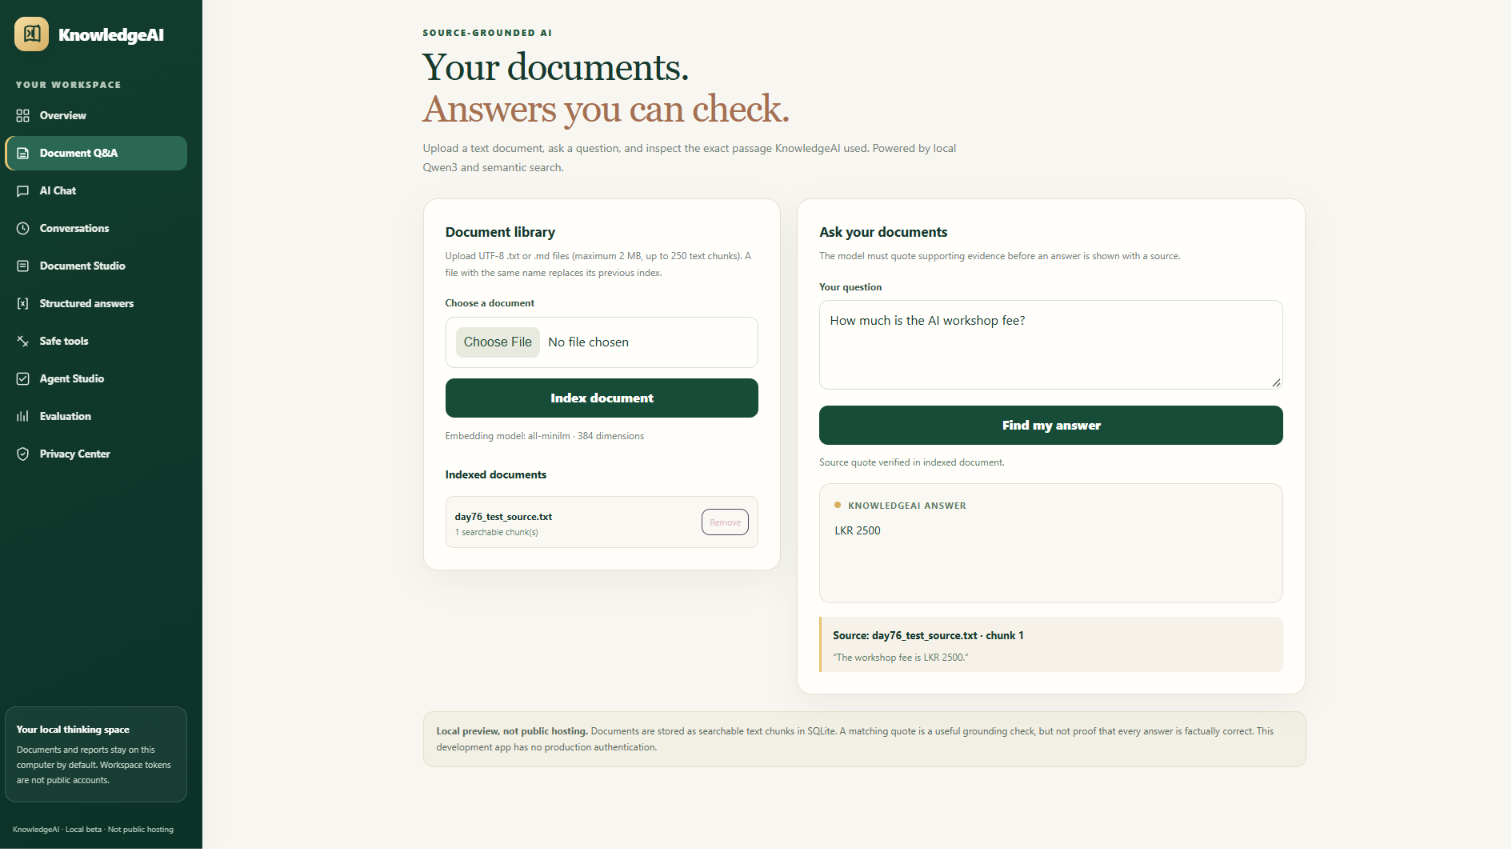 KnowledgeAI
YOUR WORKSPACE
Overview
Document Q&A
AI Chat
Conversations
Document Studio
Structured answers
Safe tools
Agent Studio
Evaluation
Privacy Center
Your local thinking space
Documents and reports stay on this
computer by default. Workspace tokens
are not public accounts.
KnowledgeAI · Local beta · Not public hosting
SOURCE-GROUNDED AI
Your documents.
Answers you can check.
Upload a text document, ask a question, and inspect the exact passage KnowledgeAI used. Powered by local
Qwen3 and semantic search.
Document library
Upload UTF-8 .txt or .md files (maximum 2 MB, up to 250 text chunks). A
file with the same name replaces its previous index.
Choose a document
Choose File No file chosen
Index document
Embedding model: all-minilm · 384 dimensions
Indexed documents
day76_test_source.txt
1 searchable chunk(s)
Remove
Ask your documents
The model must quote supporting evidence before an answer is shown with a source.
Your question
How much is the AI workshop fee?
Find my answer
Source quote verified in indexed document.
KNOWLEDGEAI ANSWER
LKR 2500
Source: day76_test_source.txt · chunk 1
"The workshop fee is LKR 2500."
Local preview, not public hosting. Documents are stored as searchable text chunks in SQLite. A matching quote is a useful grounding check, but not proof that every answer is factually correct. This
development app has no production authentication.